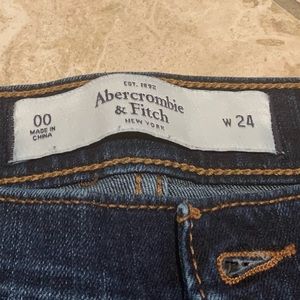 EST. 1892
Abercrombie
& Fitch
NEW YORK
00
MADE IN
CHINA
W 24